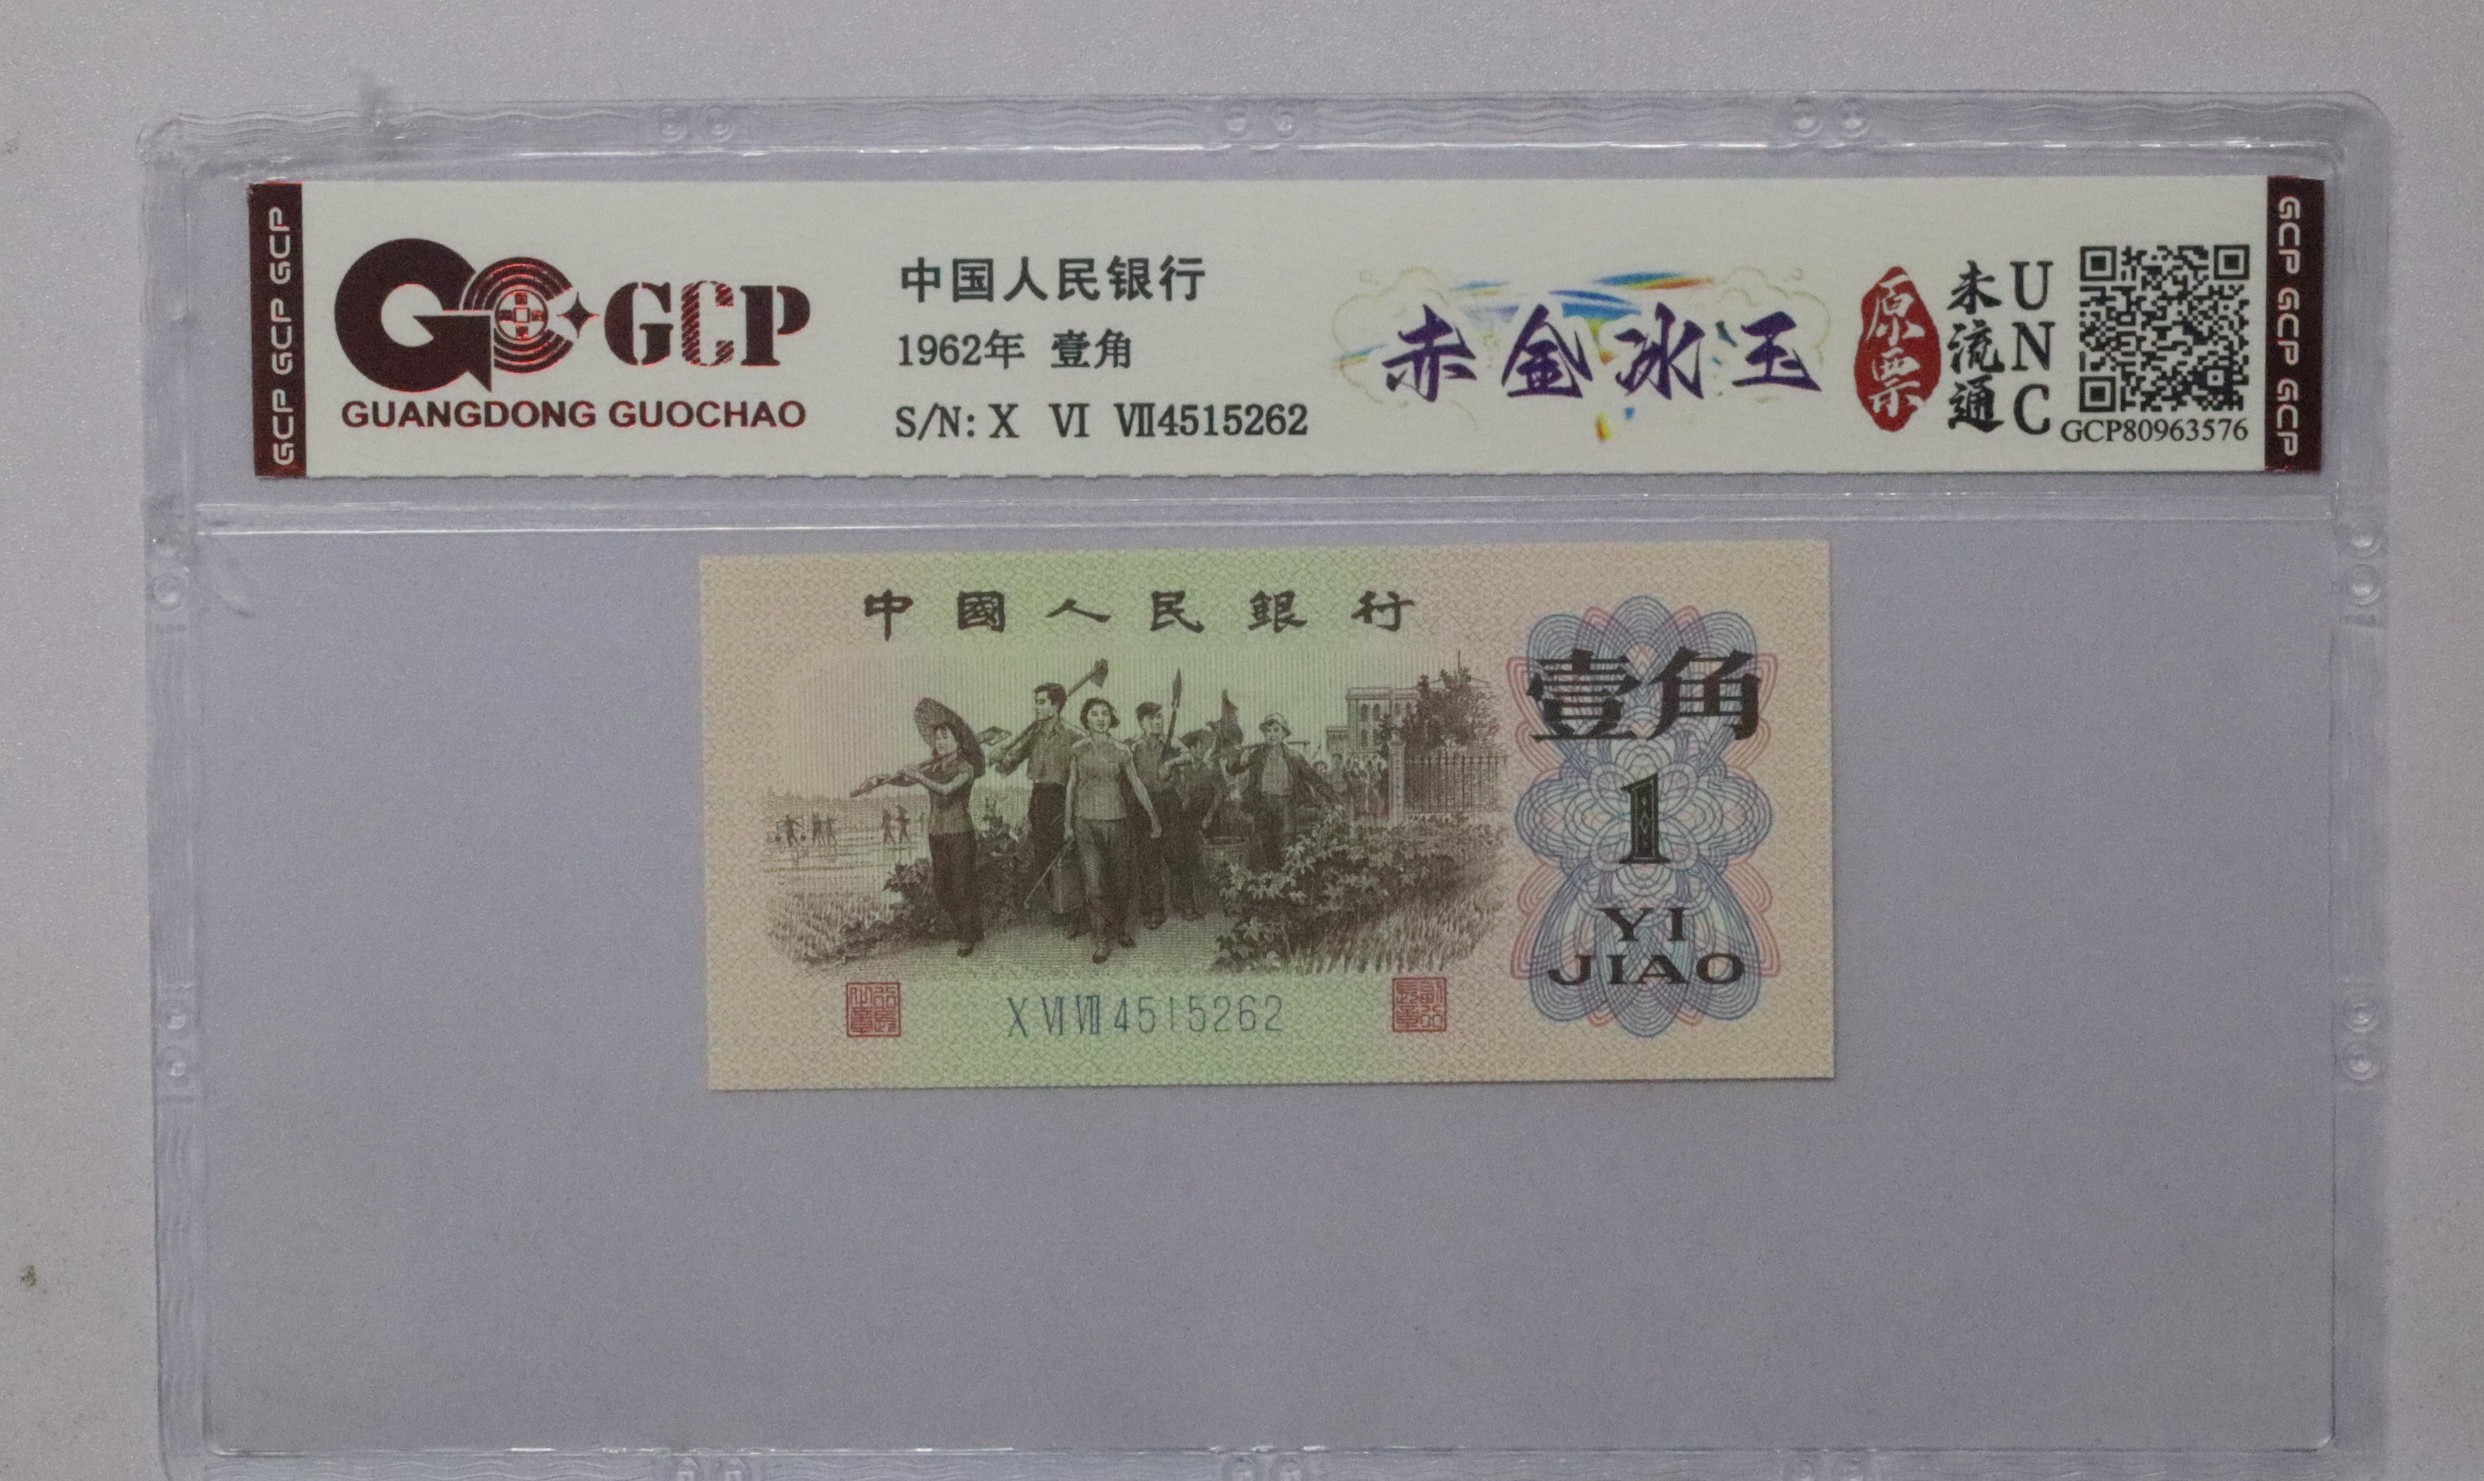 GCP GCP GCP
GCP
GUANGDONG GUOCHAO
中国人民银行
1962年 壹角
S/N: X Ⅵ Ⅶ4515262
赤金冰玉
原票
未流通
UNC
GCP80963576
GCP GCP GCP
中國人民銀行
壹角
1
YI
JIAO
X Ⅵ Ⅶ 4515262